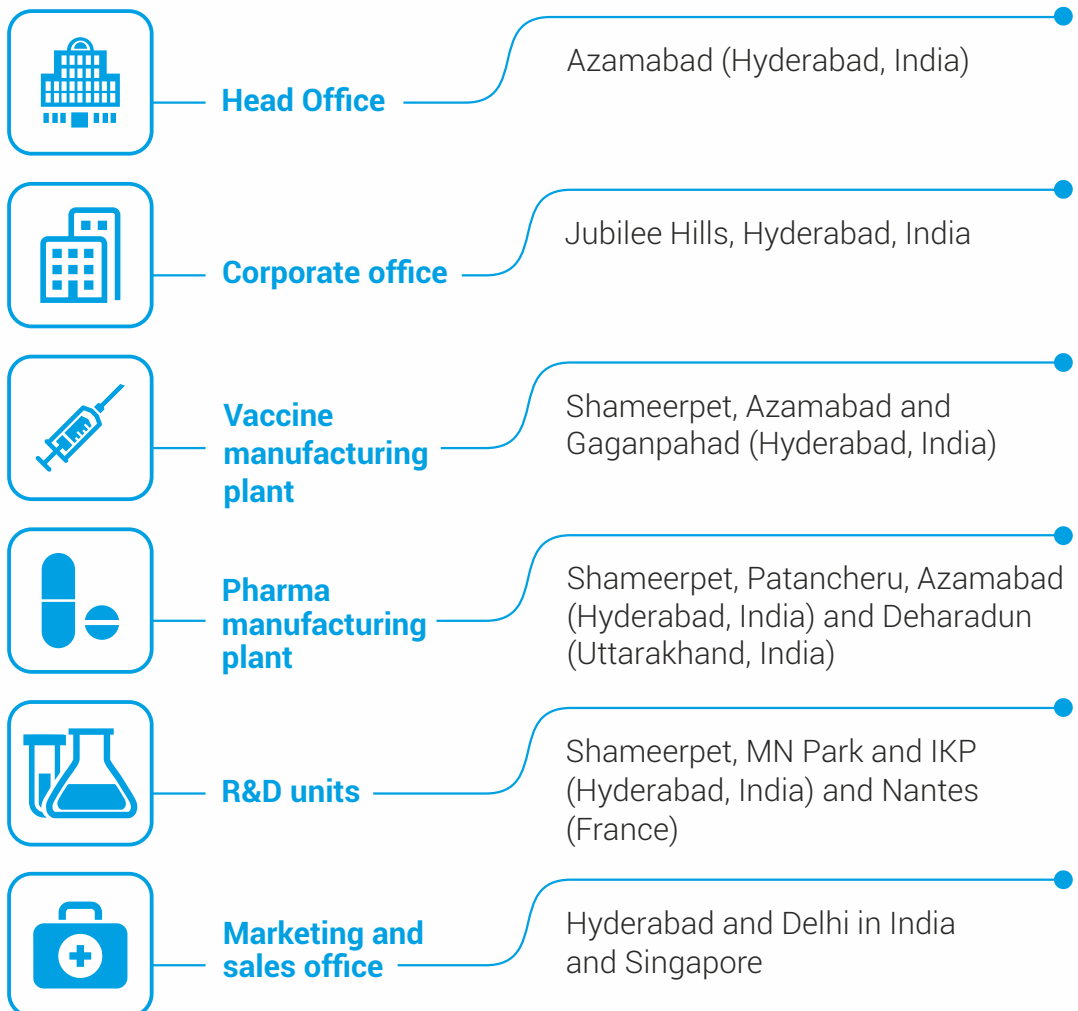 Head Office
Azamabad (Hyderabad, India)
Corporate office
Jubilee Hills, Hyderabad, India
Vaccine
manufacturing
plant
Shameerpet, Azamabad and
Gaganpahad (Hyderabad, India)
Pharma
manufacturing
plant
Shameerpet, Patancheru, Azamabad
(Hyderabad, India) and Deharadun
(Uttarakhand, India)
R&D units
Shameerpet, MN Park and IKP
(Hyderabad, India) and Nantes
(France)
Marketing and
sales office
Hyderabad and Delhi in India
and Singapore